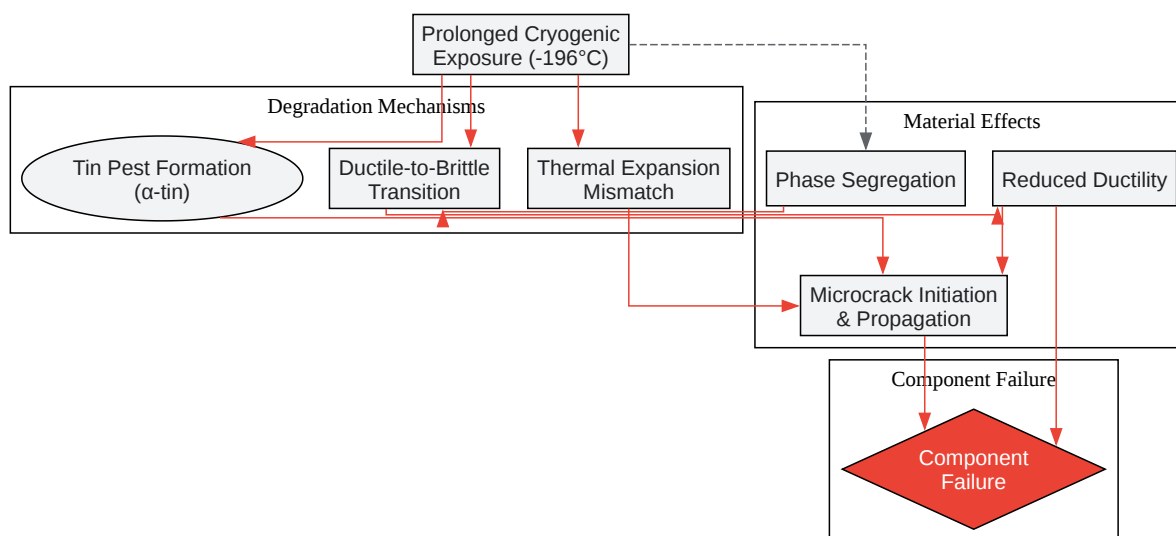 Prolonged Cryogenic
Exposure (-196°C)
Degradation Mechanisms
Material Effects
Tin Pest Formation
(α-tin)
Ductile-to-Brittle
Transition
Thermal Expansion
Mismatch
Phase Segregation
Reduced Ductility
Microcrack Initiation
& Propagation
Component Failure
Component
Failure